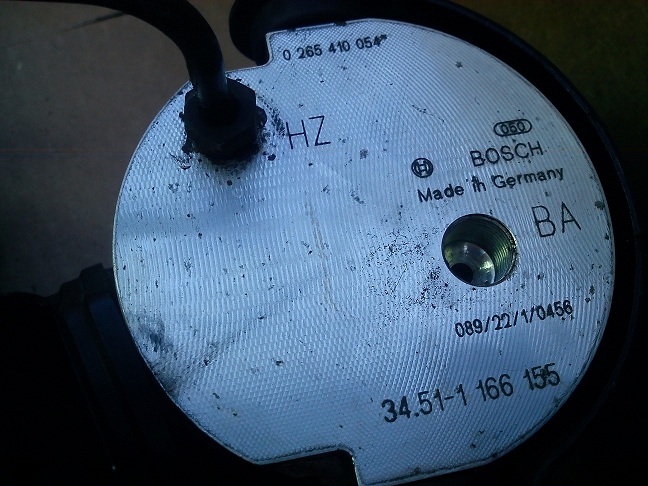 0 265 410 054*
HZ
050
BOSCH
Made in Germany
BA
089/22/1/0456
34.51-1 166 155